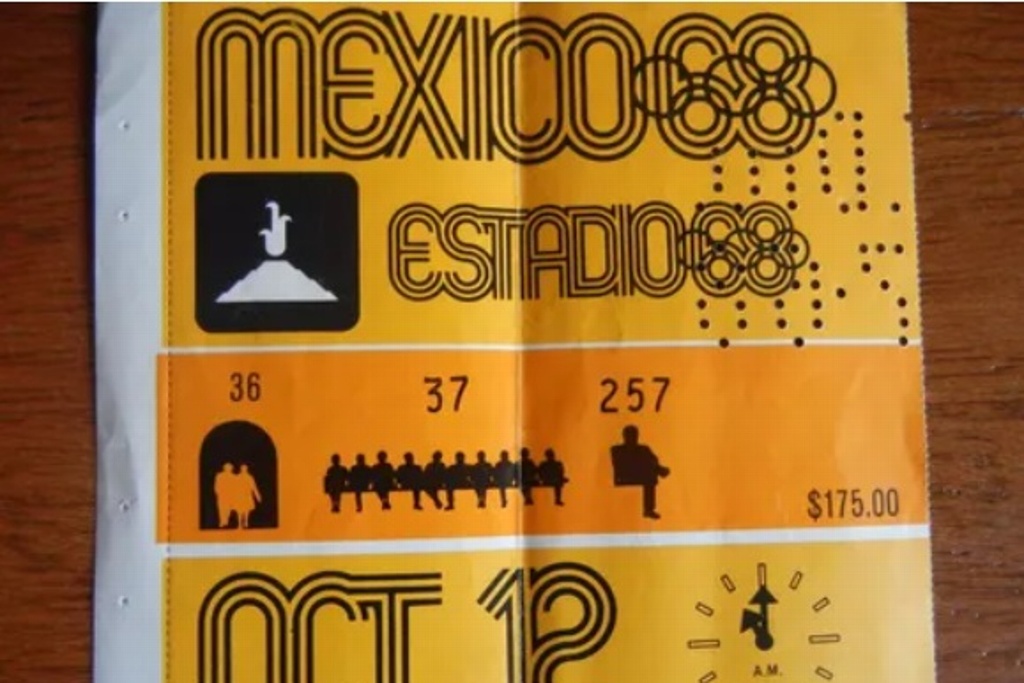 MEXICO68
ESTADIO68
36 37 257
$175.00
OCT 12
A.M.